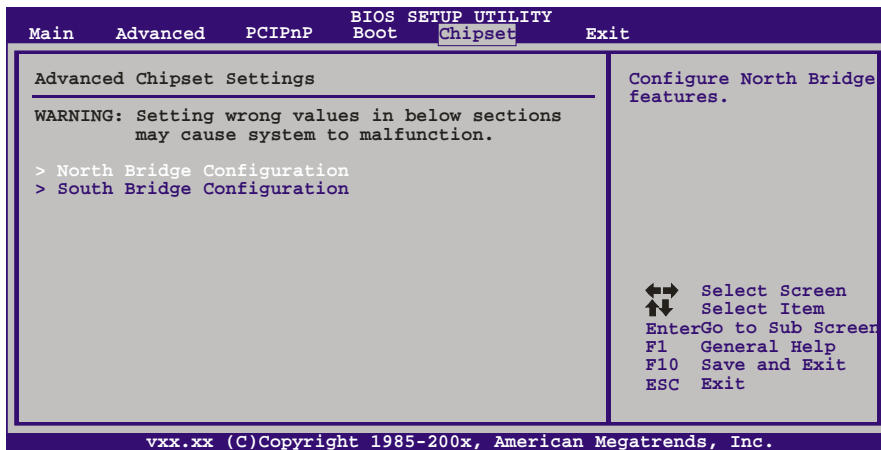 BIOS SETUP UTILITY
Main Advanced PCIPnP Boot Chipset Exit
Advanced Chipset Settings
WARNING: Setting wrong values in below sections
may cause system to malfunction.
> North Bridge Configuration
> South Bridge Configuration
Configure North Bridge
features.
Select Screen
Select Item
EnterGo to Sub Screen
F1 General Help
F10 Save and Exit
ESC Exit
vxx.xx (C)Copyright 1985-200x, American Megatrends, Inc.